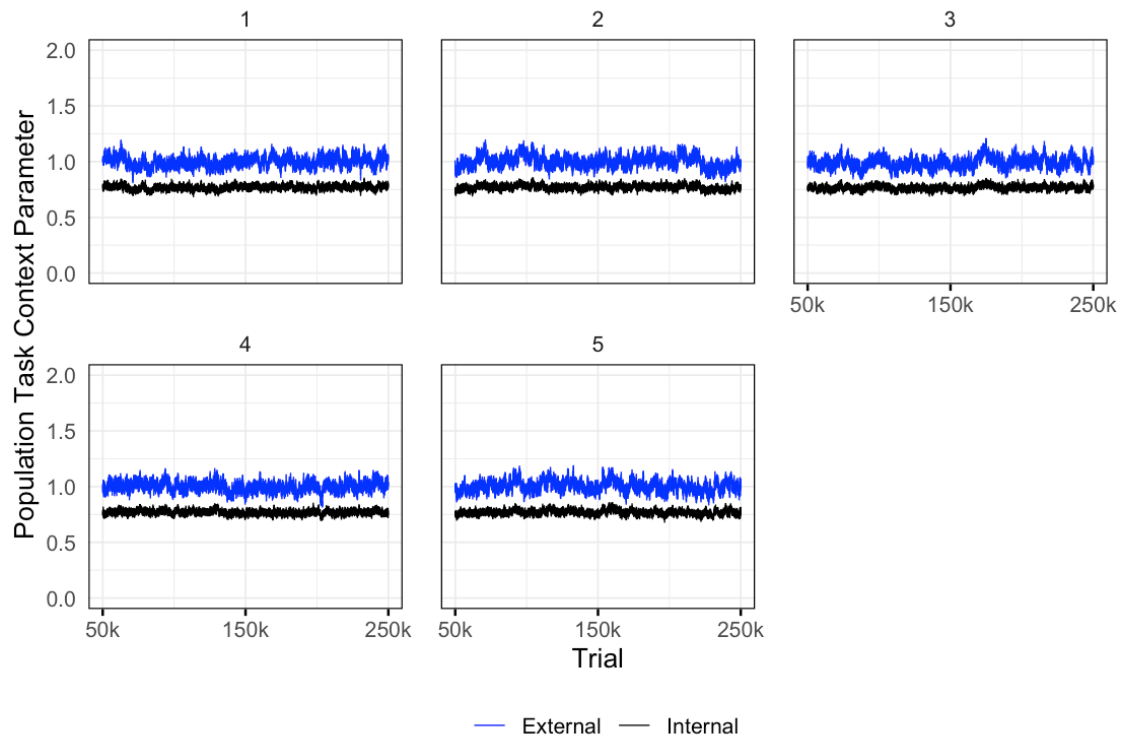 1 2 3
2.0
1.5
1.0
0.5
0.0
50k 150k 250k
4 5
2.0
1.5
1.0
0.5
0.0
50k 150k 250k 50k 150k 250k
Population Task Context Parameter
Trial
External Internal